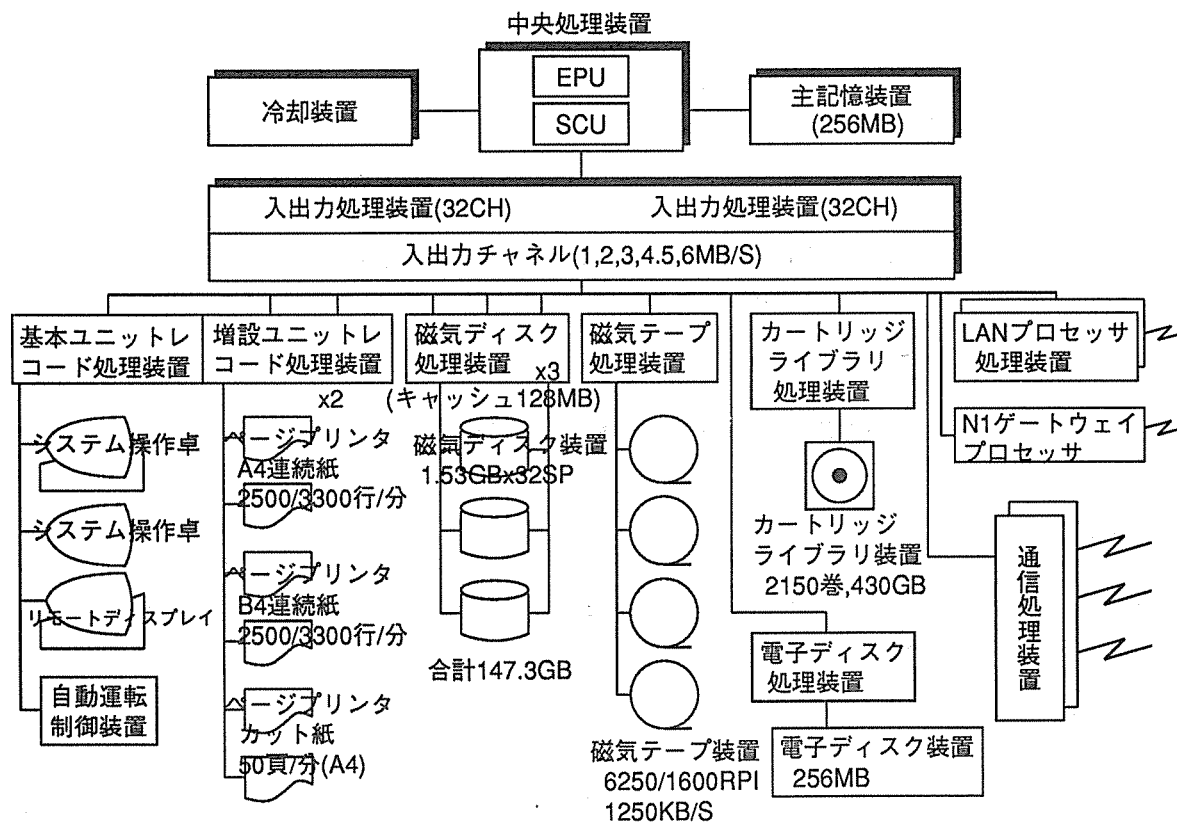 中央処理装置
EPU
SCU
冷却装置
主記憶装置
(256MB)
入出力処理装置(32CH)
入出力処理装置(32CH)
入出力チャネル(1,2,3,4.5,6MB/S)
基本ユニットレ
コード処理装置
増設ユニットレ
コード処理装置
x2
磁気ディスク
処理装置
x3
(キャッシュ128MB)
磁気テープ
処理装置
カートリッジ
ライブラリ
処理装置
LANプロセッサ
処理装置
N1ゲートウェイ
プロセッサ
システム操作卓
システム操作卓
リモートディスプレイ
自動運転
制御装置
ページプリンタ
A4連続紙
2500/3300行/分
ページプリンタ
B4連続紙
2500/3300行/分
ページプリンタ
カット紙
50頁/分(A4)
磁気ディスク装置
1.53GBx32SP
合計147.3GB
磁気テープ装置
6250/1600RPI
1250KB/S
カートリッジ
ライブラリ装置
2150巻,430GB
電子ディスク
処理装置
電子ディスク装置
256MB
通信処理装置